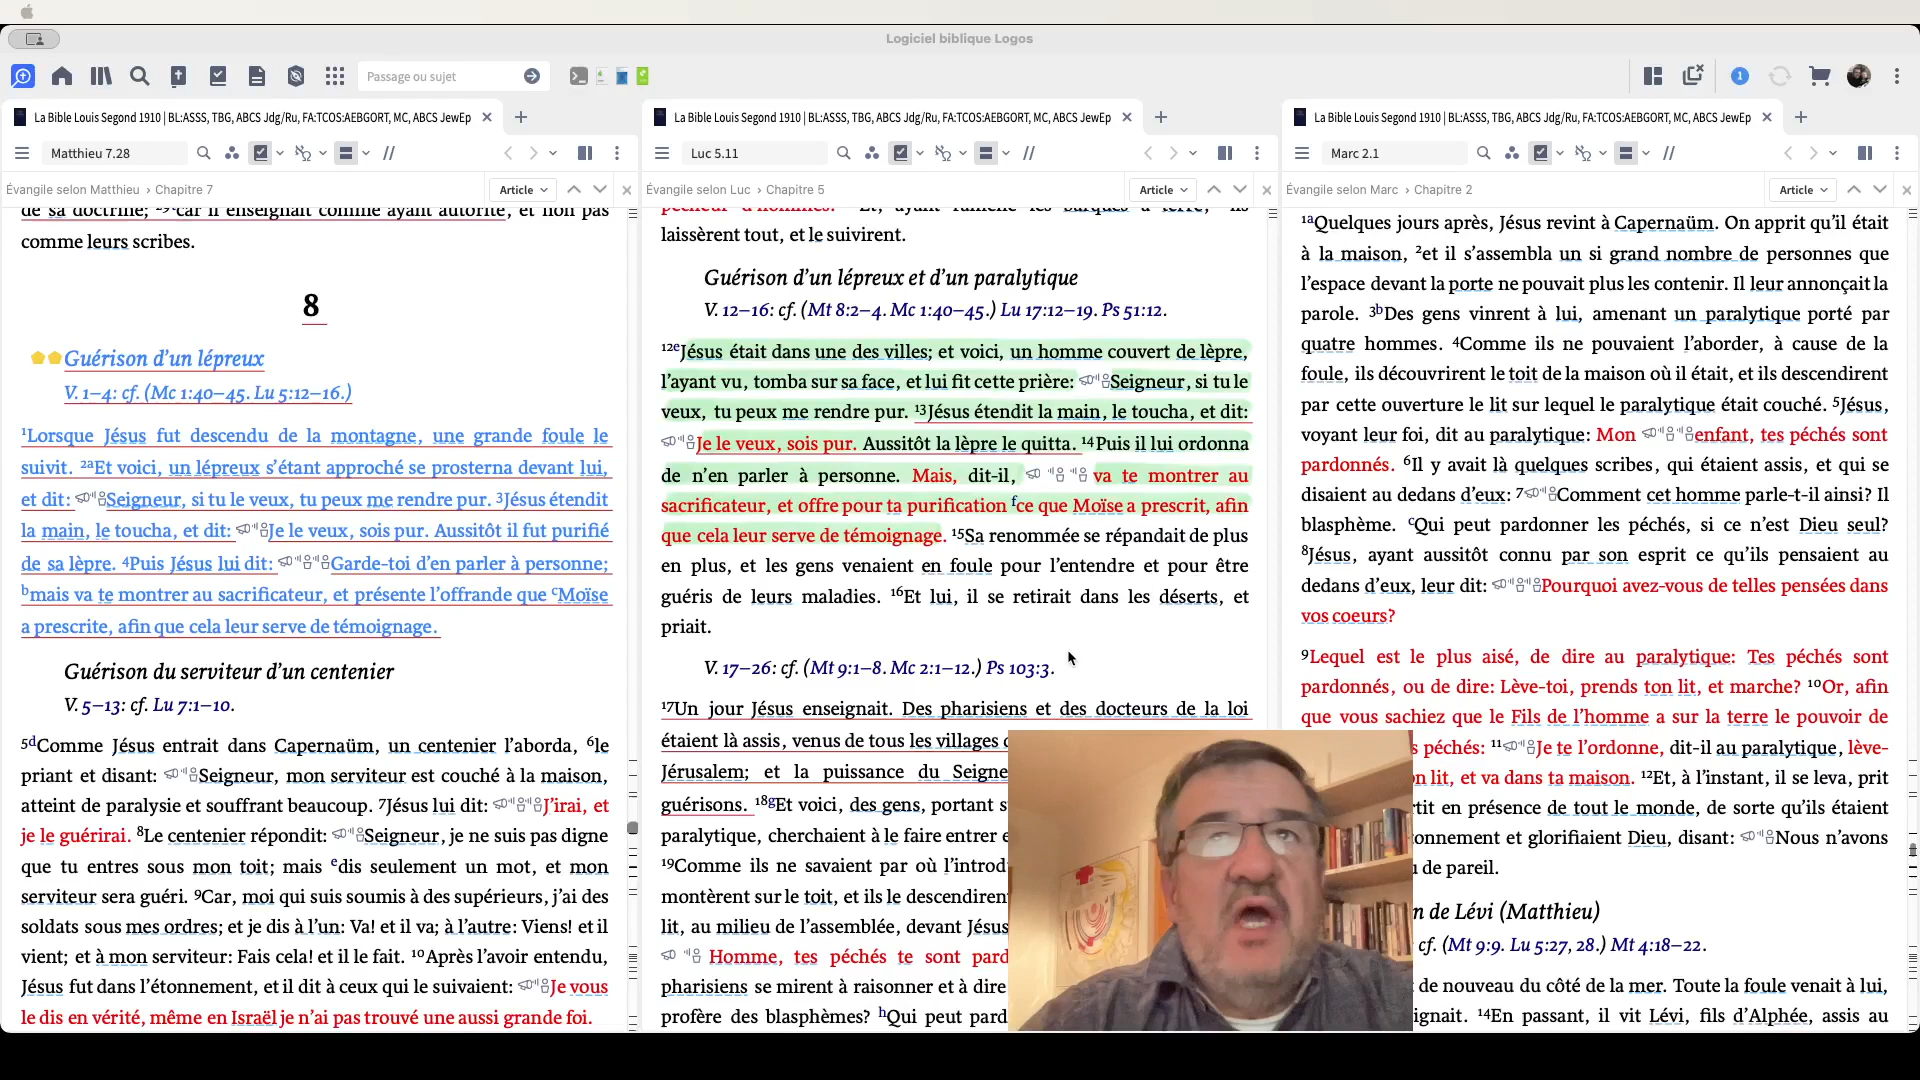 Logiciel biblique Logos
Passage ou sujet
1
La Bible Louis Segond 1910 | BL:ASSS, TBG, ABCS Jdg/Ru, FA:TCOS:AEBGORT, MC, ABCS JewEp
Matthieu 7.28
Évangile selon Matthieu › Chapitre 7
Article
de sa doctrine; ²⁹car il enseignait comme ayant autorité, et non pas
comme leurs scribes.
8
Guérison d’un lépreux
V. 1–4: cf. (Mc 1:40–45. Lu 5:12–16.)
¹Lorsque Jésus fut descendu de la montagne, une grande foule le
suivit. ²ᵃEt voici, un lépreux s’étant approché se prosterna devant lui,
et dit: Seigneur, si tu le veux, tu peux me rendre pur. ³Jésus étendit
la main, le toucha, et dit: Je le veux, sois pur. Aussitôt il fut purifié
de sa lèpre. ⁴Puis Jésus lui dit: Garde-toi d’en parler à personne;
ᵇmais va te montrer au sacrificateur, et présente l’offrande que ᶜMoïse
a prescrite, afin que cela leur serve de témoignage.
Guérison du serviteur d’un centenier
V. 5–13: cf. Lu 7:1–10.
⁵ᵈComme Jésus entrait dans Capernaüm, un centenier l’aborda, ⁶le
priant et disant: Seigneur, mon serviteur est couché à la maison,
atteint de paralysie et souffrant beaucoup. ⁷Jésus lui dit: J’irai, et
je le guérirai. ⁸Le centenier répondit: Seigneur, je ne suis pas digne
que tu entres sous mon toit; mais ᵉdis seulement un mot, et mon
serviteur sera guéri. ⁹Car, moi qui suis soumis à des supérieurs, j’ai des
soldats sous mes ordres; et je dis à l’un: Va! et il va; à l’autre: Viens! et il
vient; et à mon serviteur: Fais cela! et il le fait. ¹⁰Après l’avoir entendu,
Jésus fut dans l’étonnement, et il dit à ceux qui le suivaient: Je vous
le dis en vérité, même en Israël je n’ai pas trouvé une aussi grande foi.
La Bible Louis Segond 1910 | BL:ASSS, TBG, ABCS Jdg/Ru, FA:TCOS:AEBGORT, MC, ABCS JewEp
Luc 5.11
Évangile selon Luc › Chapitre 5
Article
pêcheur d’hommes. Et, ayant ramené les barques à terre, ils
laissèrent tout, et le suivirent.
Guérison d’un lépreux et d’un paralytique
V. 12–16: cf. (Mt 8:2–4. Mc 1:40–45.) Lu 17:12–19. Ps 51:12.
¹²ᵉJésus était dans une des villes; et voici, un homme couvert de lèpre,
l’ayant vu, tomba sur sa face, et lui fit cette prière: Seigneur, si tu le
veux, tu peux me rendre pur. ¹³Jésus étendit la main, le toucha, et dit:
Je le veux, sois pur. Aussitôt la lèpre le quitta. ¹⁴Puis il lui ordonna
de n’en parler à personne. Mais, dit-il, va te montrer au
sacrificateur, et offre pour ta purification ᶠce que Moïse a prescrit, afin
que cela leur serve de témoignage. ¹⁵Sa renommée se répandait de plus
en plus, et les gens venaient en foule pour l’entendre et pour être
guéris de leurs maladies. ¹⁶Et lui, il se retirait dans les déserts, et
priait.
V. 17–26: cf. (Mt 9:1–8. Mc 2:1–12.) Ps 103:3.
¹⁷Un jour Jésus enseignait. Des pharisiens et des docteurs de la loi
étaient là assis, venus de tous les villages
Jérusalem; et la puissance du Seigne
guérisons. ¹⁸ᵍEt voici, des gens, portant s
paralytique, cherchaient à le faire entrer e
¹⁹Comme ils ne savaient par où l’introd
montèrent sur le toit, et ils le descendirent
lit, au milieu de l’assemblée, devant Jésus
Homme, tes péchés te sont pard
pharisiens se mirent à raisonner et à dire
profère des blasphèmes? ʰQui peut pard
La Bible Louis Segond 1910 | BL:ASSS, TBG, ABCS Jdg/Ru, FA:TCOS:AEBGORT, MC, ABCS JewEp
Marc 2.1
Évangile selon Marc › Chapitre 2
Article
¹ᵃQuelques jours après, Jésus revint à Capernaüm. On apprit qu’il était
à la maison, ²et il s’assembla un si grand nombre de personnes que
l’espace devant la porte ne pouvait plus les contenir. Il leur annonçait la
parole. ³ᵇDes gens vinrent à lui, amenant un paralytique porté par
quatre hommes. ⁴Comme ils ne pouvaient l’aborder, à cause de la
foule, ils découvrirent le toit de la maison où il était, et ils descendirent
par cette ouverture le lit sur lequel le paralytique était couché. ⁵Jésus,
voyant leur foi, dit au paralytique: Mon enfant, tes péchés sont
pardonnés. ⁶Il y avait là quelques scribes, qui étaient assis, et qui se
disaient au dedans d’eux: ⁷Comment cet homme parle-t-il ainsi? Il
blasphème. ᶜQui peut pardonner les péchés, si ce n’est Dieu seul?
⁸Jésus, ayant aussitôt connu par son esprit ce qu’ils pensaient au
dedans d’eux, leur dit: Pourquoi avez-vous de telles pensées dans
vos coeurs?
⁹Lequel est le plus aisé, de dire au paralytique: Tes péchés sont
pardonnés, ou de dire: Lève-toi, prends ton lit, et marche? ¹⁰Or, afin
que vous sachiez que le Fils de l’homme a sur la terre le pouvoir de
s péchés: ¹¹Je te l’ordonne, dit-il au paralytique, lève-
on lit, et va dans ta maison. ¹²Et, à l’instant, il se leva, prit
rtit en présence de tout le monde, de sorte qu’ils étaient
onnement et glorifiaient Dieu, disant: Nous n’avons
u de pareil.
n de Lévi (Matthieu)
cf. (Mt 9:9. Lu 5:27, 28.) Mt 4:18–22.
de nouveau du côté de la mer. Toute la foule venait à lui,
ignait. ¹⁴En passant, il vit Lévi, fils d’Alphée, assis au